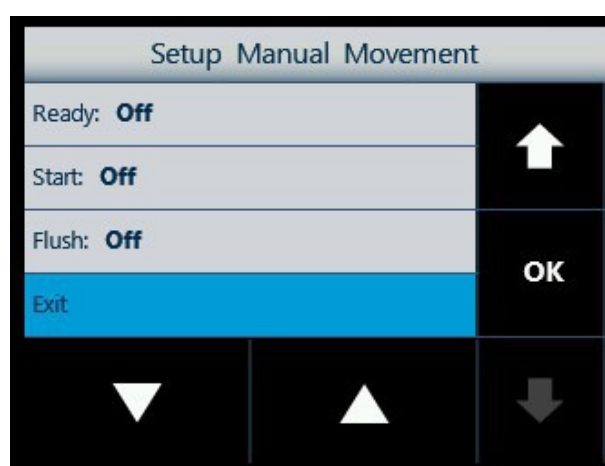 Setup Manual Movement
Ready: Off
Start: Off
Flush: Off
OK
Exit